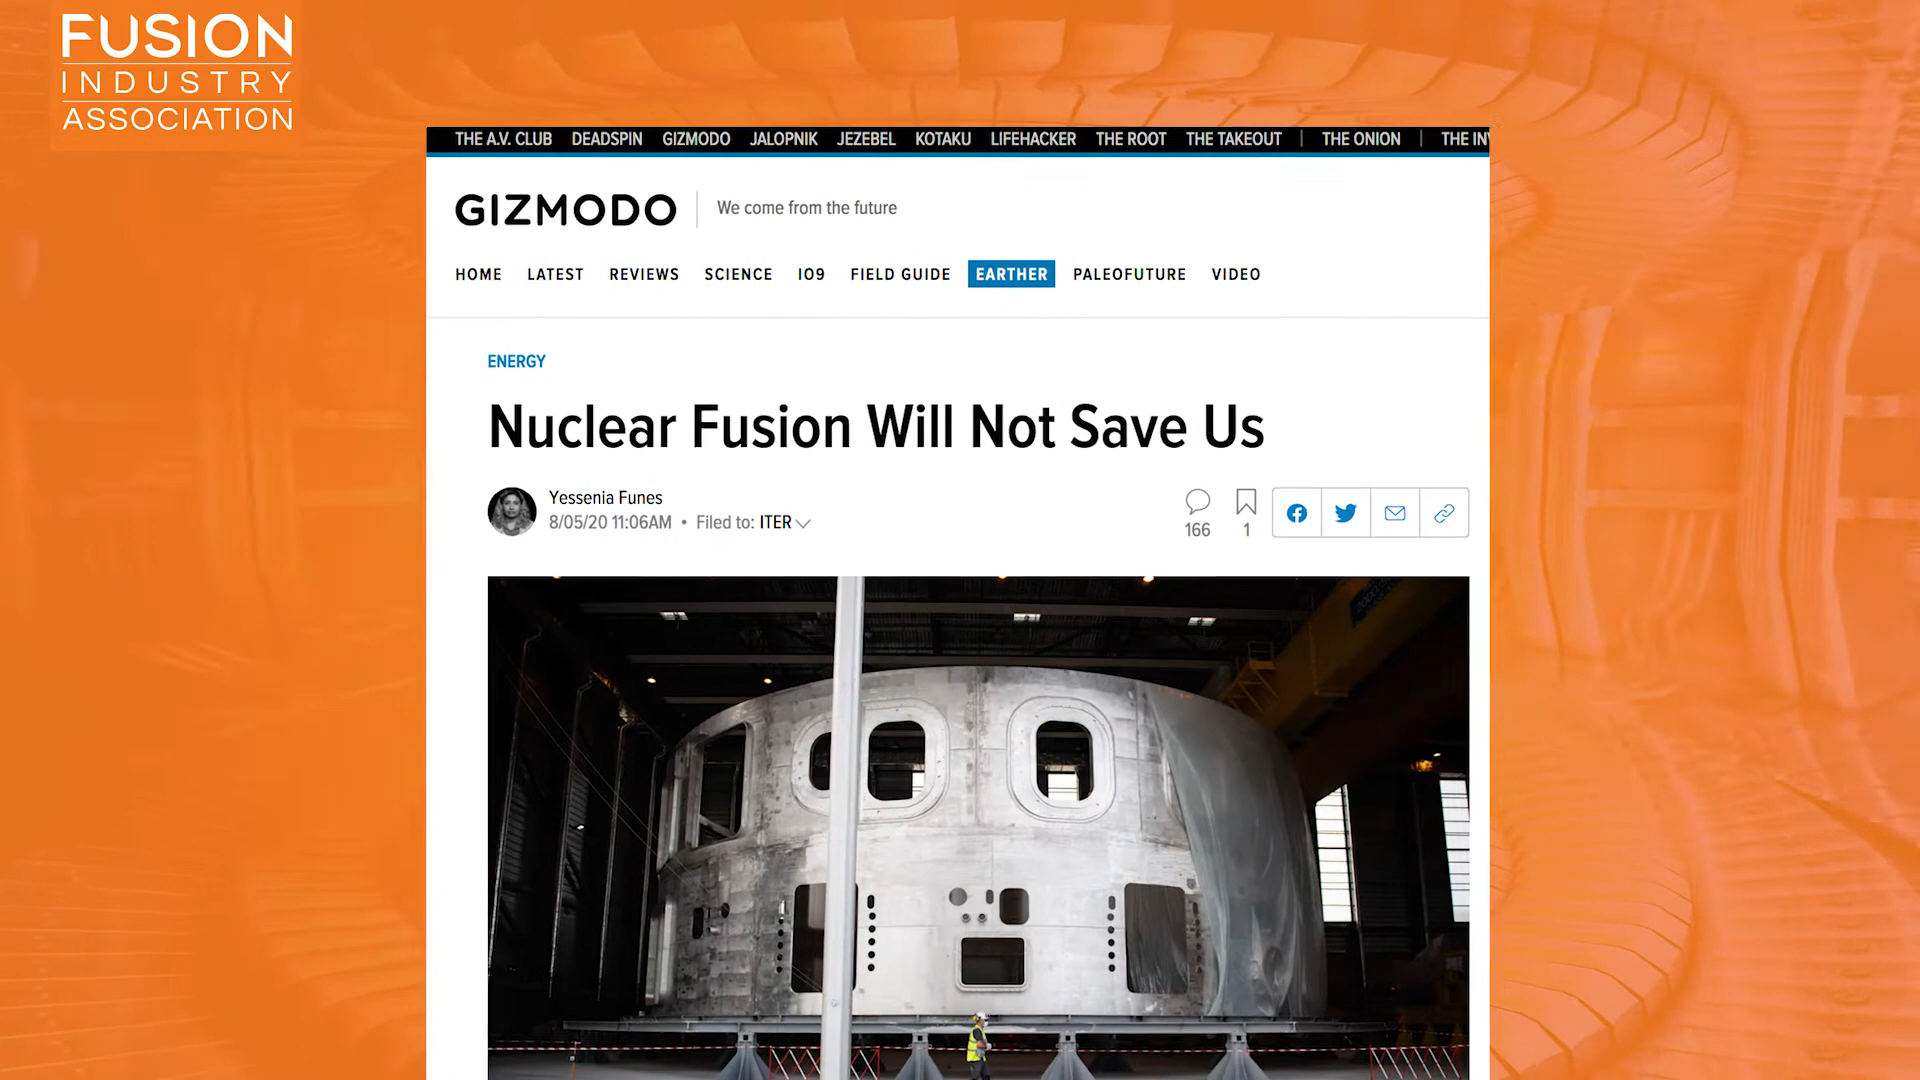 FUSION
INDUSTRY
ASSOCIATION
THE A.V. CLUB DEADSPIN GIZMODO JALOPNIK JEZEBEL KOTAKU LIFEHACKER THE ROOT THE TAKEOUT | THE ONION | THE IN
GIZMODO We come from the future
HOME LATEST REVIEWS SCIENCE IO9 FIELD GUIDE EARTHER PALEOFUTURE VIDEO
ENERGY
Nuclear Fusion Will Not Save Us
Yessenia Funes
8/05/20 11:06AM • Filed to: ITER
166 1